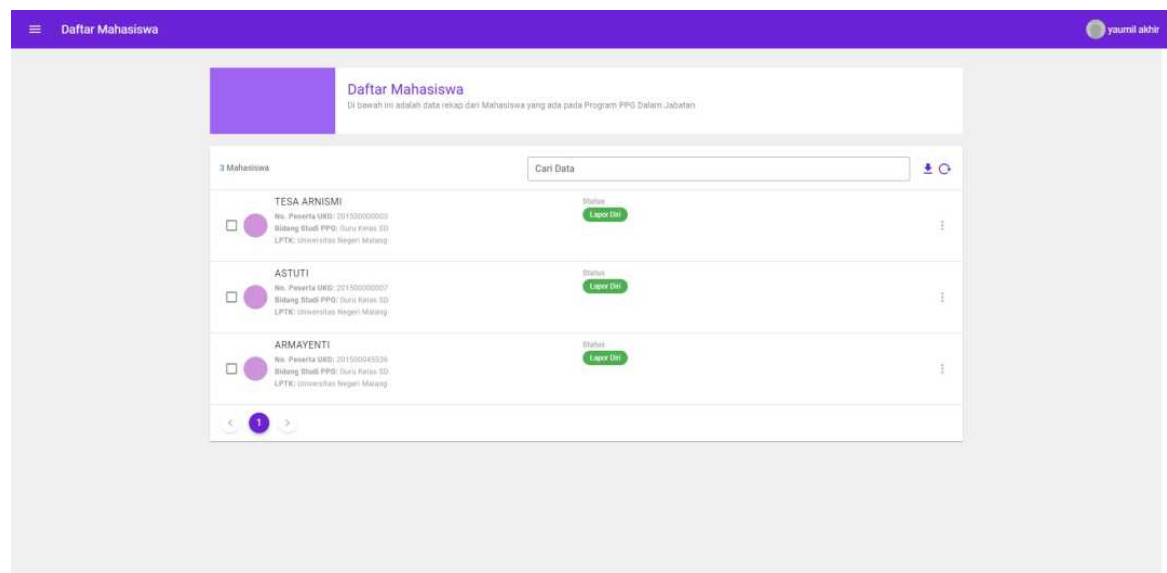 Daftar Mahasiswa
yaumil akhir
Daftar Mahasiswa
Di bawah ini adalah data rekap dari Mahasiswa yang ada pada Program PPG Dalam Jabatan
3 Mahasiswa
Cari Data
TESA ARNISMI
No. Peserta UKG: 201500000003
Bidang Studi PPG: Guru Kelas SD
LPTK: Universitas Negeri Malang
Status
Lapor Diri
ASTUTI
No. Peserta UKG: 201500000007
Bidang Studi PPG: Guru Kelas SD
LPTK: Universitas Negeri Malang
Status
Lapor Diri
ARMAYENTI
No. Peserta UKG:
Bidang Studi PPG: Guru Kelas SD
LPTK: Universitas Negeri Malang
Status
Lapor Diri
1